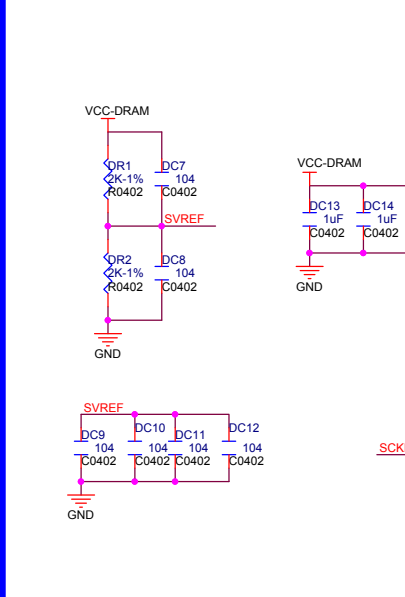 VCC-DRAM
DR1
2K-1%
R0402
DC7
104
C0402
SVREF
DR2
2K-1%
R0402
DC8
104
C0402
GND
VCC-DRAM
DC13
1uF
C0402
DC14
1uF
C0402
GND
SVREF
DC9
104
C0402
DC10
104
C0402
DC11
104
C0402
DC12
104
C0402
GND